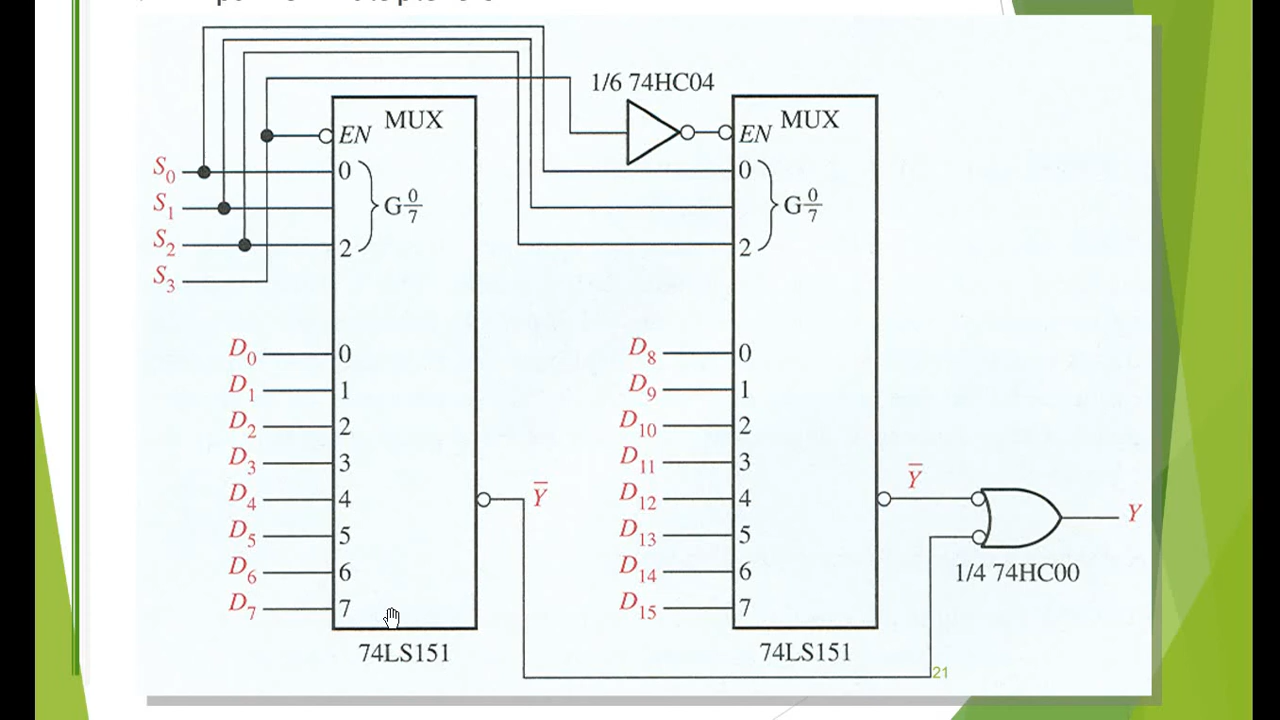 1/6 74HC04
MUX
MUX
EN
EN
S0
0
0
G 0/7
G 0/7
S1
S2
2
2
S3
D0
0
D8
0
D1
1
D9
1
D2
2
D10
2
D3
3
D11
3
D4
4
Y̅
D12
4
Y̅
Y
D5
5
D13
5
D6
6
D14
6
1/4 74HC00
D7
7
D15
7
74LS151
74LS151
21